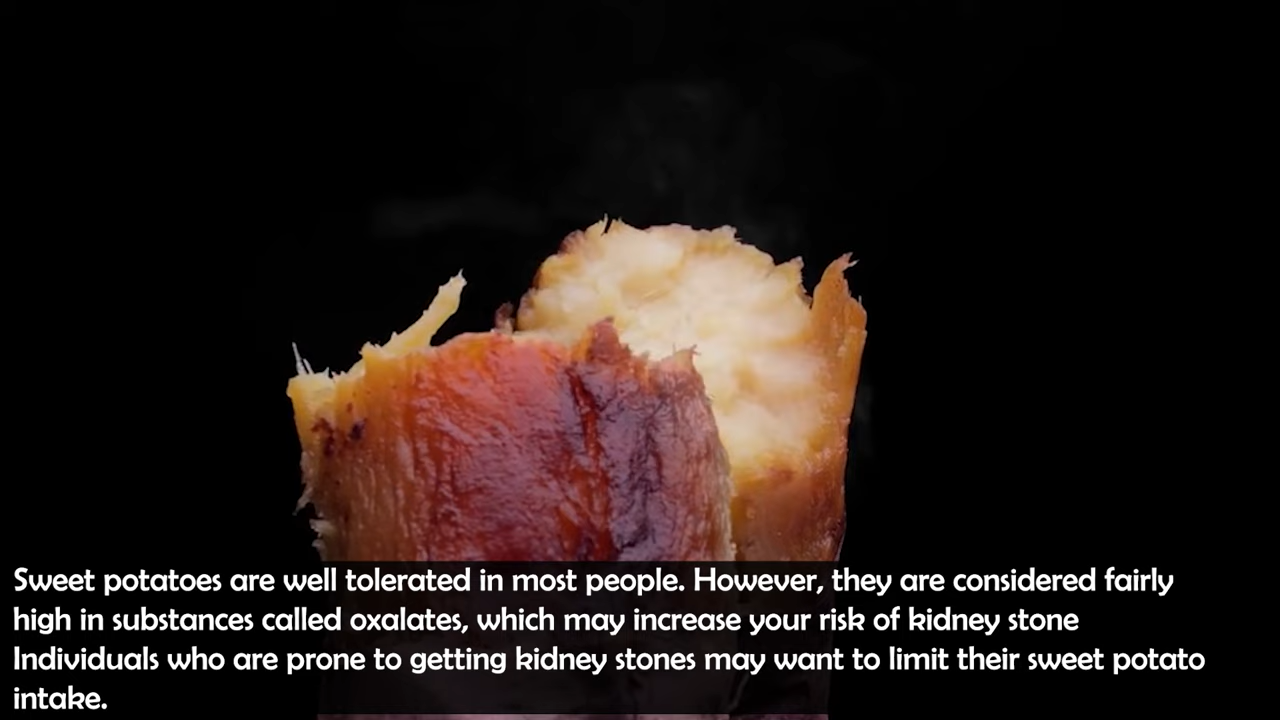 Sweet potatoes are well tolerated in most people. However, they are considered fairly
high in substances called oxalates, which may increase your risk of kidney stone
Individuals who are prone to getting kidney stones may want to limit their sweet potato
intake.